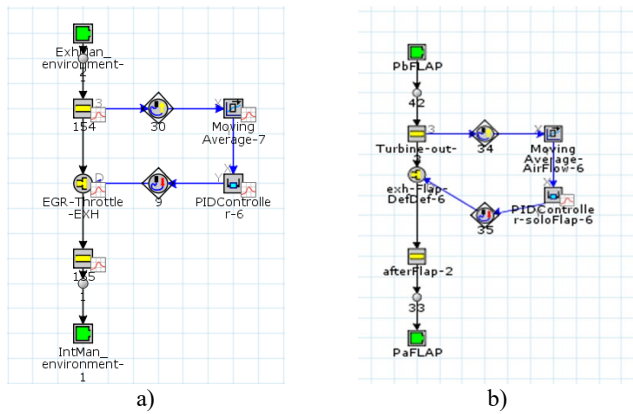 ExhMan_
environment-
2
3
154
30
Moving
Average-7
EGR-Throttle
-EXH
9
PIDControlle
r-6
155
1
IntMan_
environment-
1
a)
PbFLAP
42
3
Turbine-out-
34
Moving
Average-
AirFlow-6
exh-Flap-
DefDef-6
35
PIDControlle
r-soloFlap-6
afterFlap-2
33
PaFLAP
b)